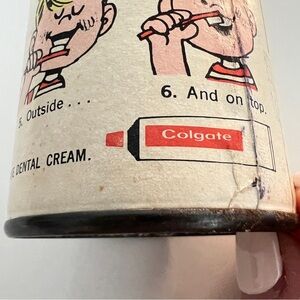 5. Outside . . .
6. And on top.
DENTAL CREAM.
Colgate